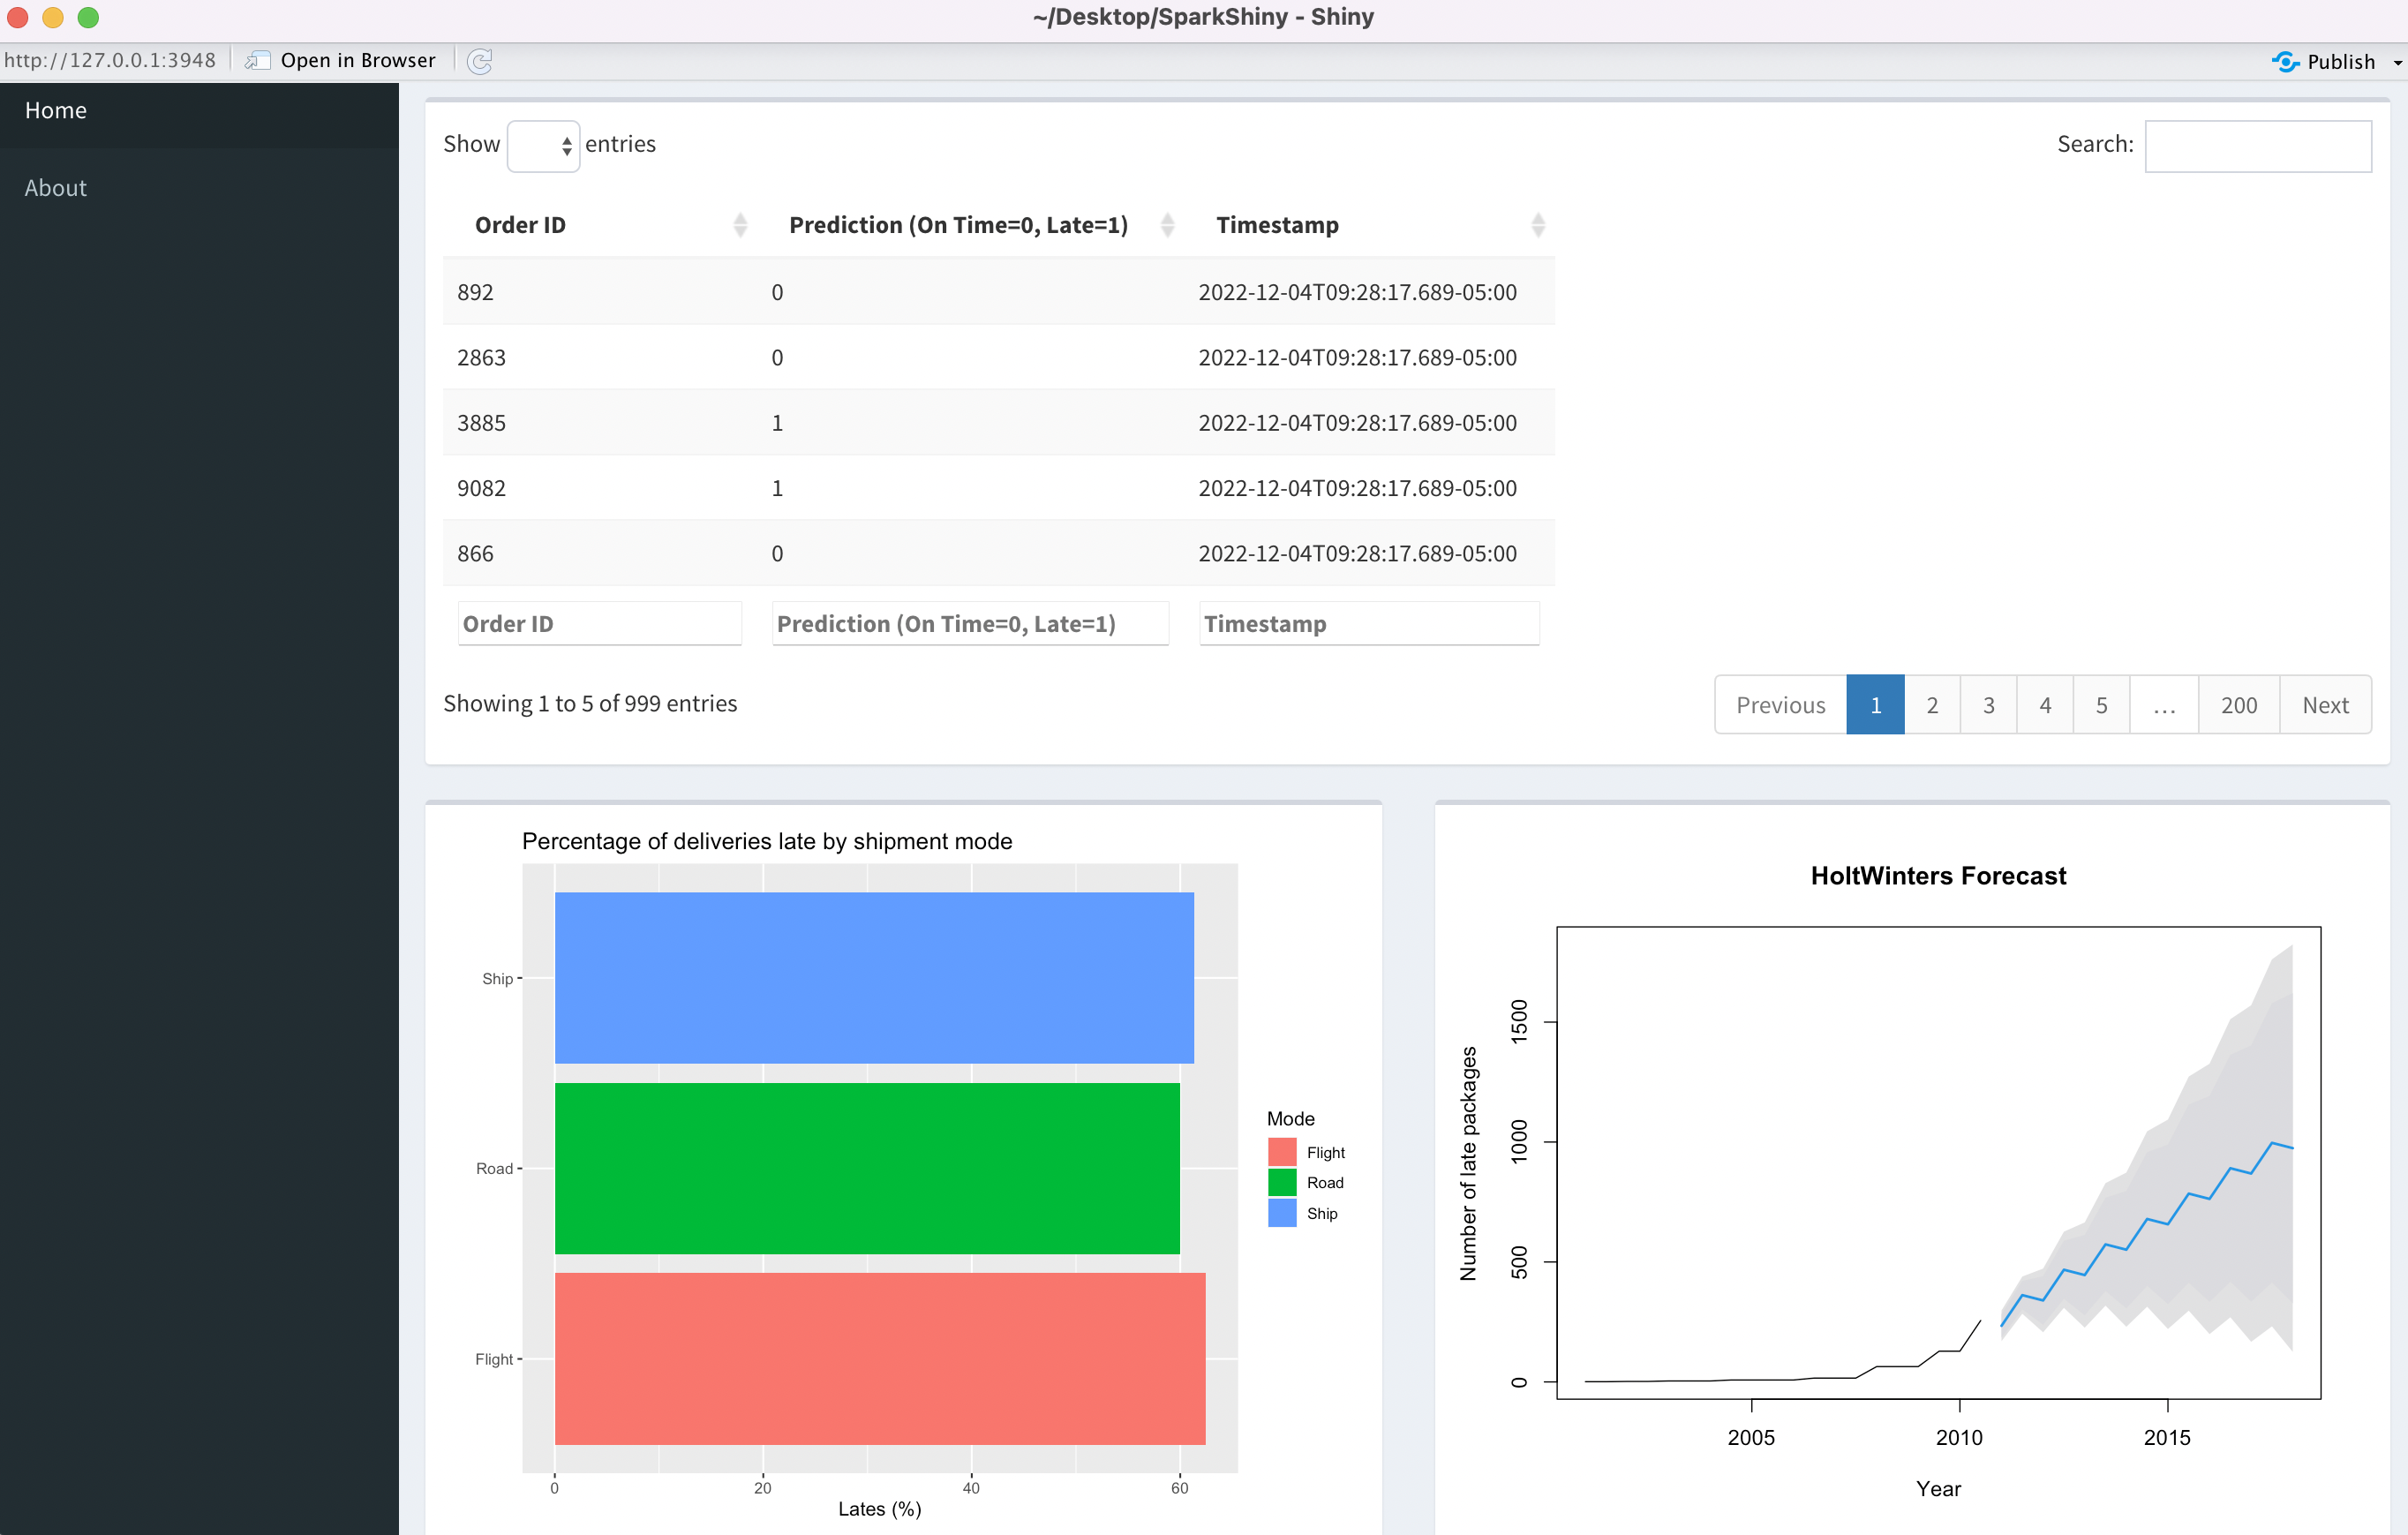 ~/Desktop/SparkShiny - Shiny
http://127.0.0.1:3948 Open in Browser Publish
Home
About
Show entries Search:
Order ID Prediction (On Time=0, Late=1) Timestamp
892 0 2022-12-04T09:28:17.689-05:00
2863 0 2022-12-04T09:28:17.689-05:00
3885 1 2022-12-04T09:28:17.689-05:00
9082 1 2022-12-04T09:28:17.689-05:00
866 0 2022-12-04T09:28:17.689-05:00
Order ID Prediction (On Time=0, Late=1) Timestamp
Showing 1 to 5 of 999 entries Previous 1 2 3 4 5 … 200 Next
Percentage of deliveries late by shipment mode
Ship
Road
Flight
0 20 40 60
Lates (%)
Mode
Flight
Road
Ship
HoltWinters Forecast
Number of late packages
1500
1000
500
0
2005 2010 2015
Year